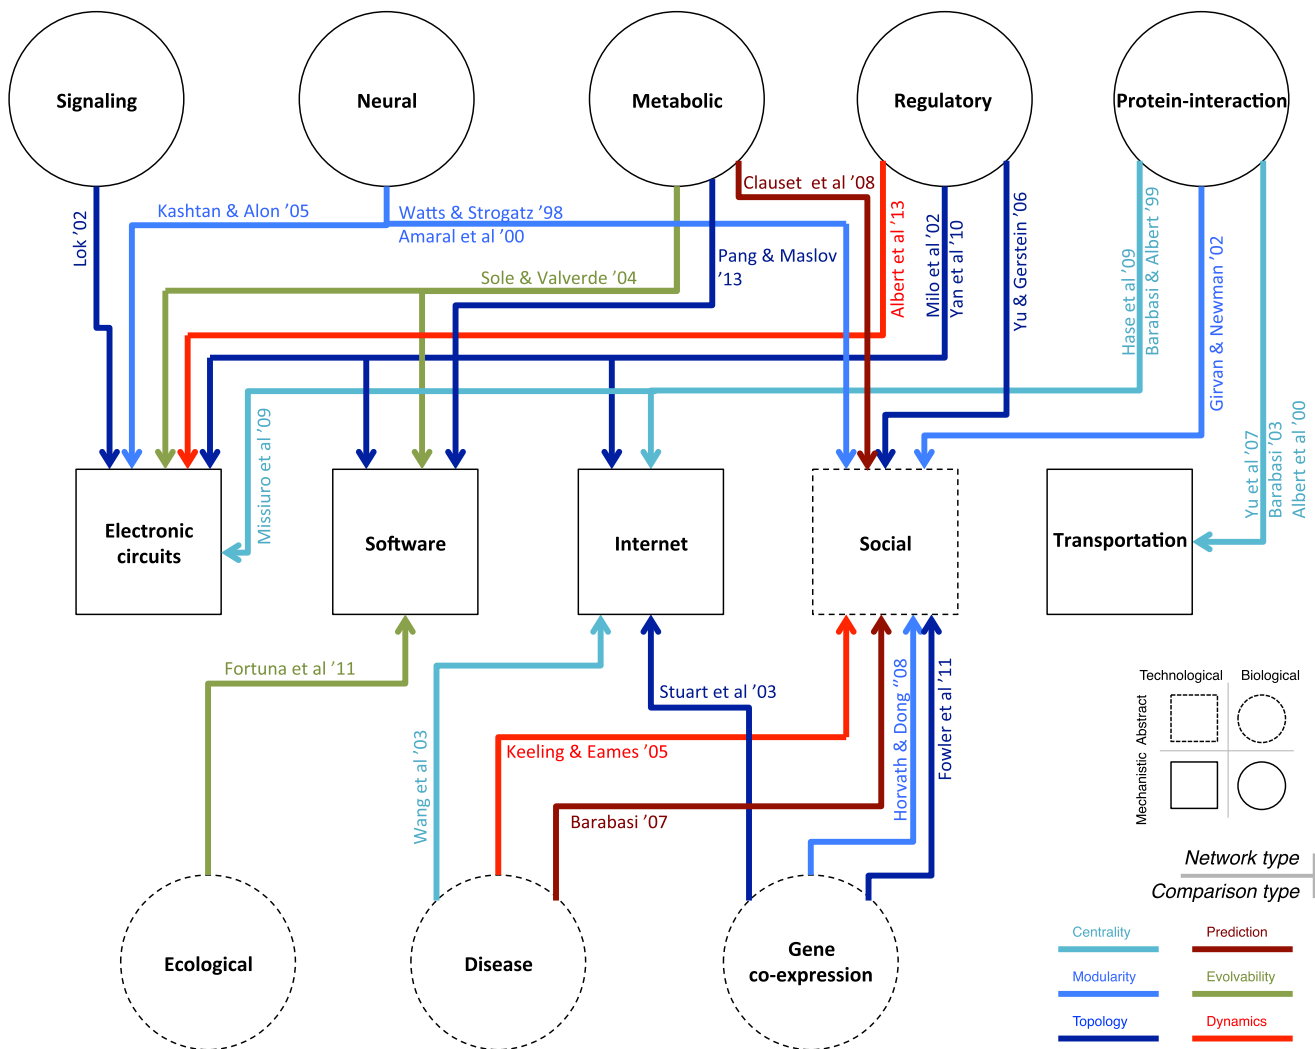 Signaling
Neural
Metabolic
Regulatory
Protein-interaction
Lok ’02
Kashtan & Alon ’05
Watts & Strogatz ’98
Amaral et al ’00
Clauset et al ’08
Sole & Valverde ’04
Pang & Maslov
’13
Albert et al ’13
Milo et al ’02
Yan et al ’10
Yu & Gerstein ’06
Hase et al ’09
Barabasi & Albert ’99
Girvan & Newman ’02
Yu et al ’07
Barabasi ’03
Albert et al ’00
Missiuro et al ’09
Electronic
circuits
Software
Internet
Social
Transportation
Fortuna et al ’11
Wang et al ’03
Keeling & Eames ’05
Barabasi ’07
Stuart et al ’03
Horvath & Dong ‘’08
Fowler et al ’11
Ecological
Disease
Gene
co-expression
Technological
Biological
Abstract
Mechanistic
Network type
Comparison type
Centrality
Prediction
Modularity
Evolvability
Topology
Dynamics